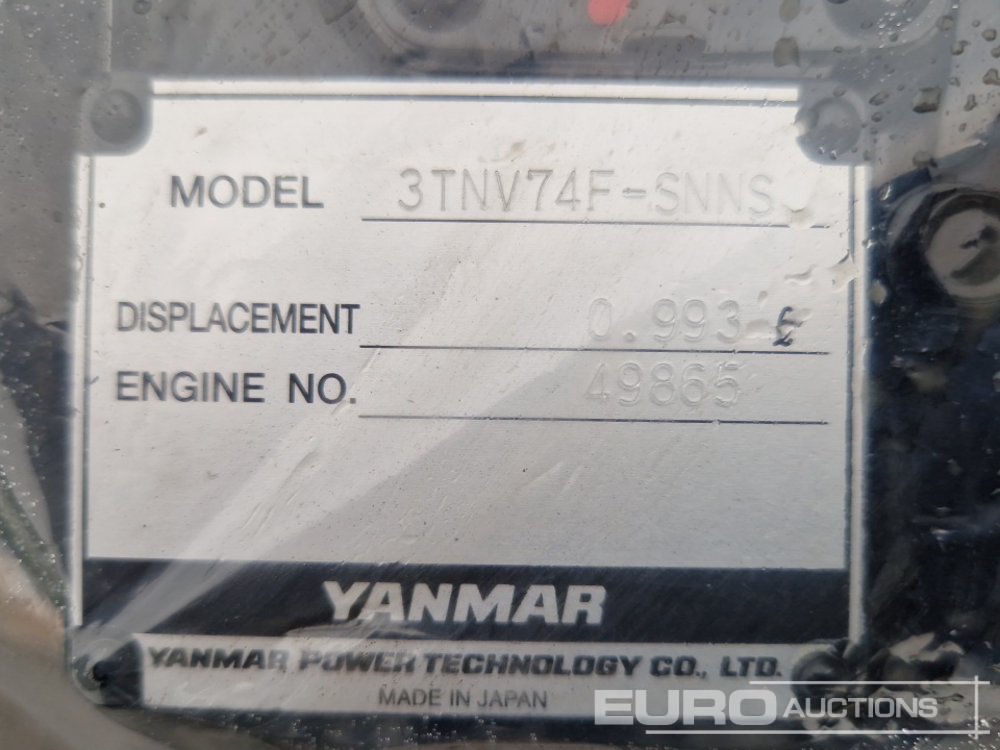 MODEL 3TNV74F-SNNS
DISPLACEMENT 0.993 ℓ
ENGINE NO. 49865
YANMAR
YANMAR POWER TECHNOLOGY CO., LTD.
MADE IN JAPAN
EURO AUCTIONS